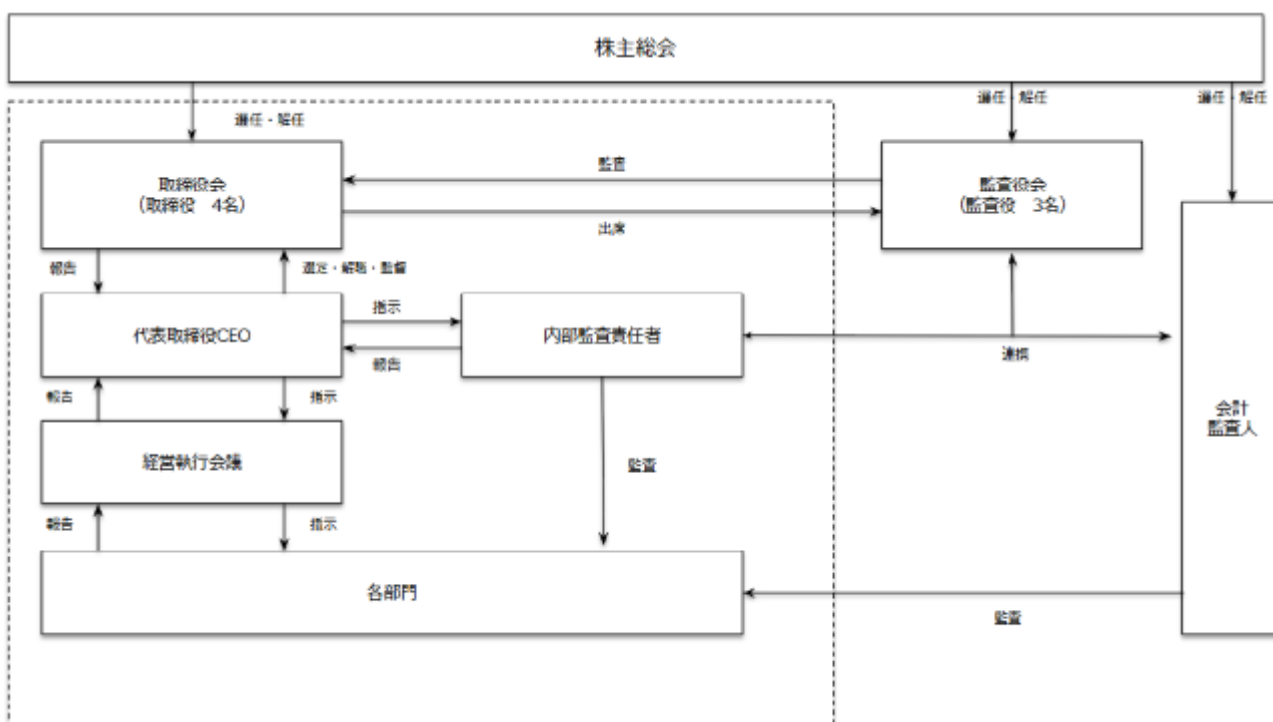 株主総会
選任・解任
選任・解任
選任・解任
取締役会
(取締役 4名)
監査
監査役会
(監査役 3名)
出席
報告
選定・解職・監督
代表取締役CEO
指示
内部監査責任者
報告
連携
報告
指示
会計
監査人
経営執行会議
監査
報告
指示
各部門
監査